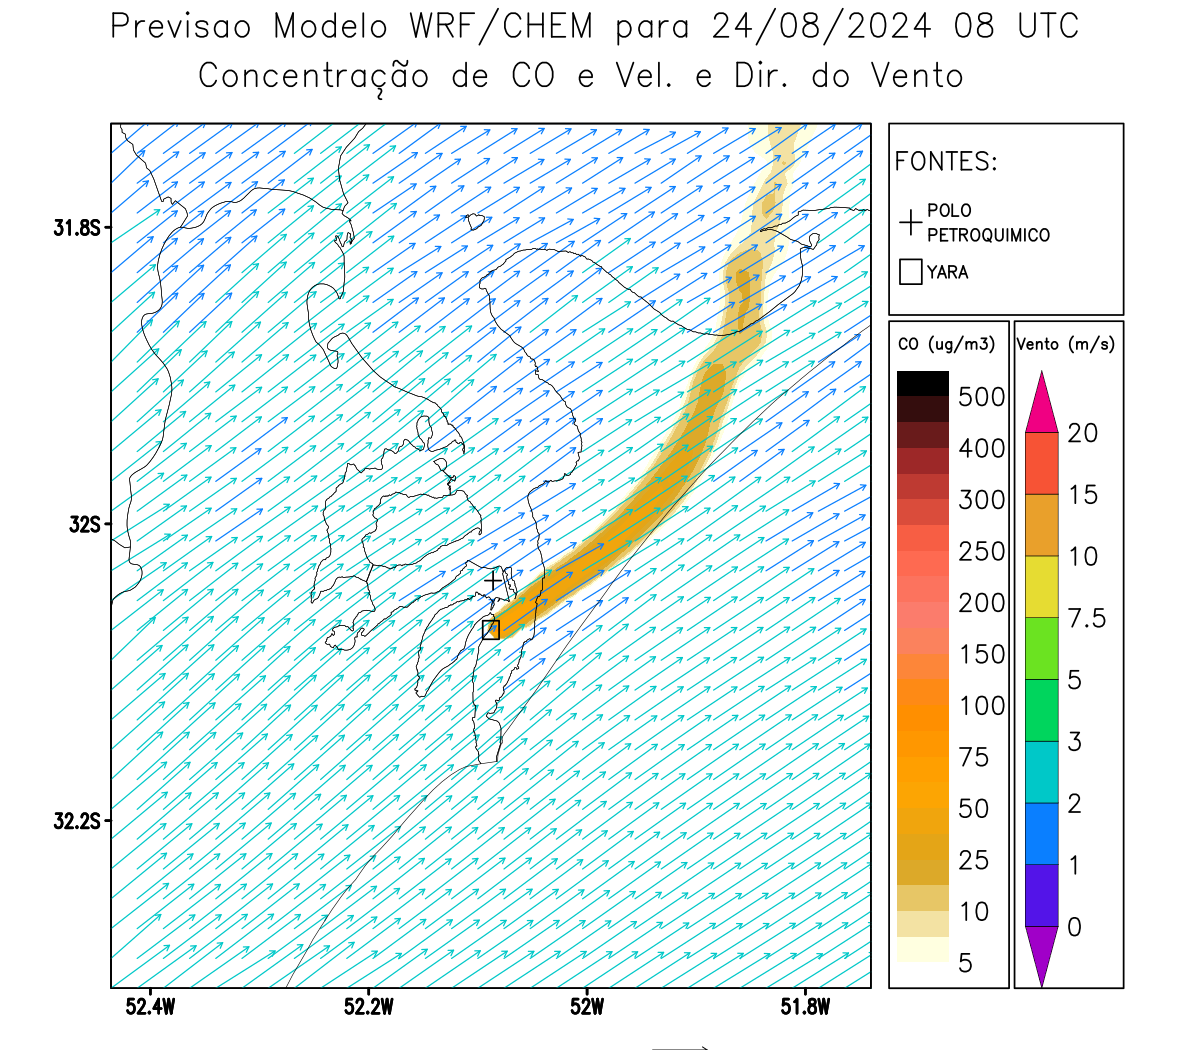 Previsao Modelo WRF/CHEM para 24/08/2024 08 UTC
Concentração de CO e Vel. e Dir. do Vento
FONTES:
POLO
PETROQUIMICO
YARA
31.8S
32S
32.2S
52.4W
52.2W
52W
51.8W
CO (ug/m3)
500
400
300
250
200
150
100
75
50
25
10
5
Vento (m/s)
20
15
10
7.5
5
3
2
1
0